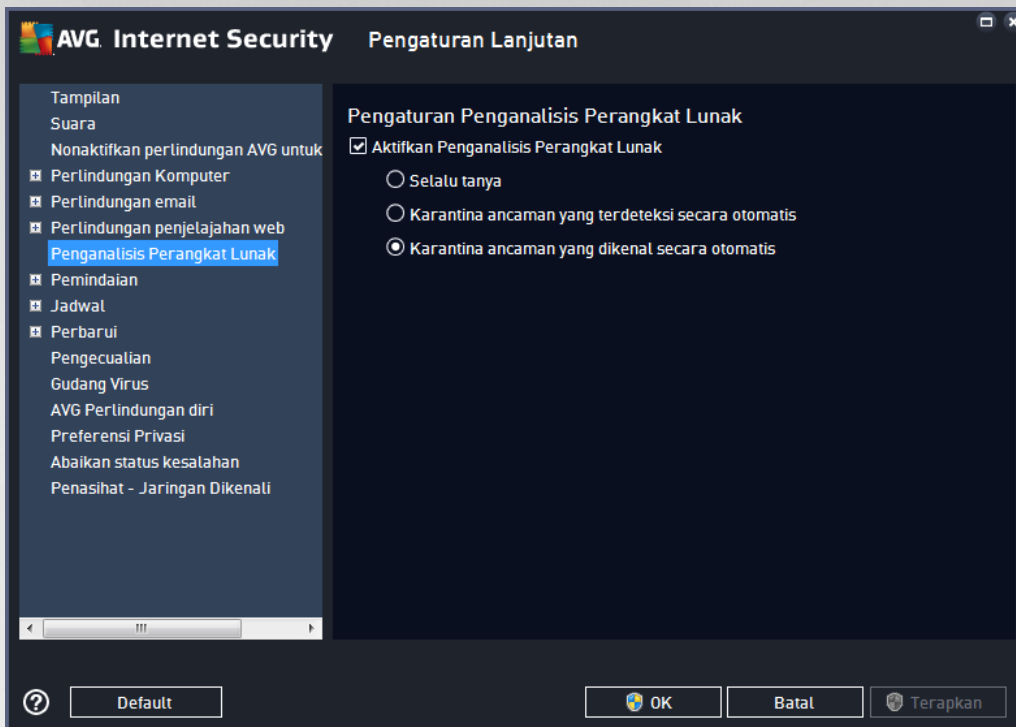 AVG Internet Security Pengaturan Lanjutan
Tampilan
Suara
Nonaktifkan perlindungan AVG untuk
Perlindungan Komputer
Perlindungan email
Perlindungan penjelajahan web
Penganalisis Perangkat Lunak
Pemindaian
Jadwal
Perbarui
Pengecualian
Gudang Virus
AVG Perlindungan diri
Preferensi Privasi
Abaikan status kesalahan
Penasihat - Jaringan Dikenali
Pengaturan Penganalisis Perangkat Lunak
Aktifkan Penganalisis Perangkat Lunak
Selalu tanya
Karantina ancaman yang terdeteksi secara otomatis
Karantina ancaman yang dikenal secara otomatis
? Default OK Batal Terapkan